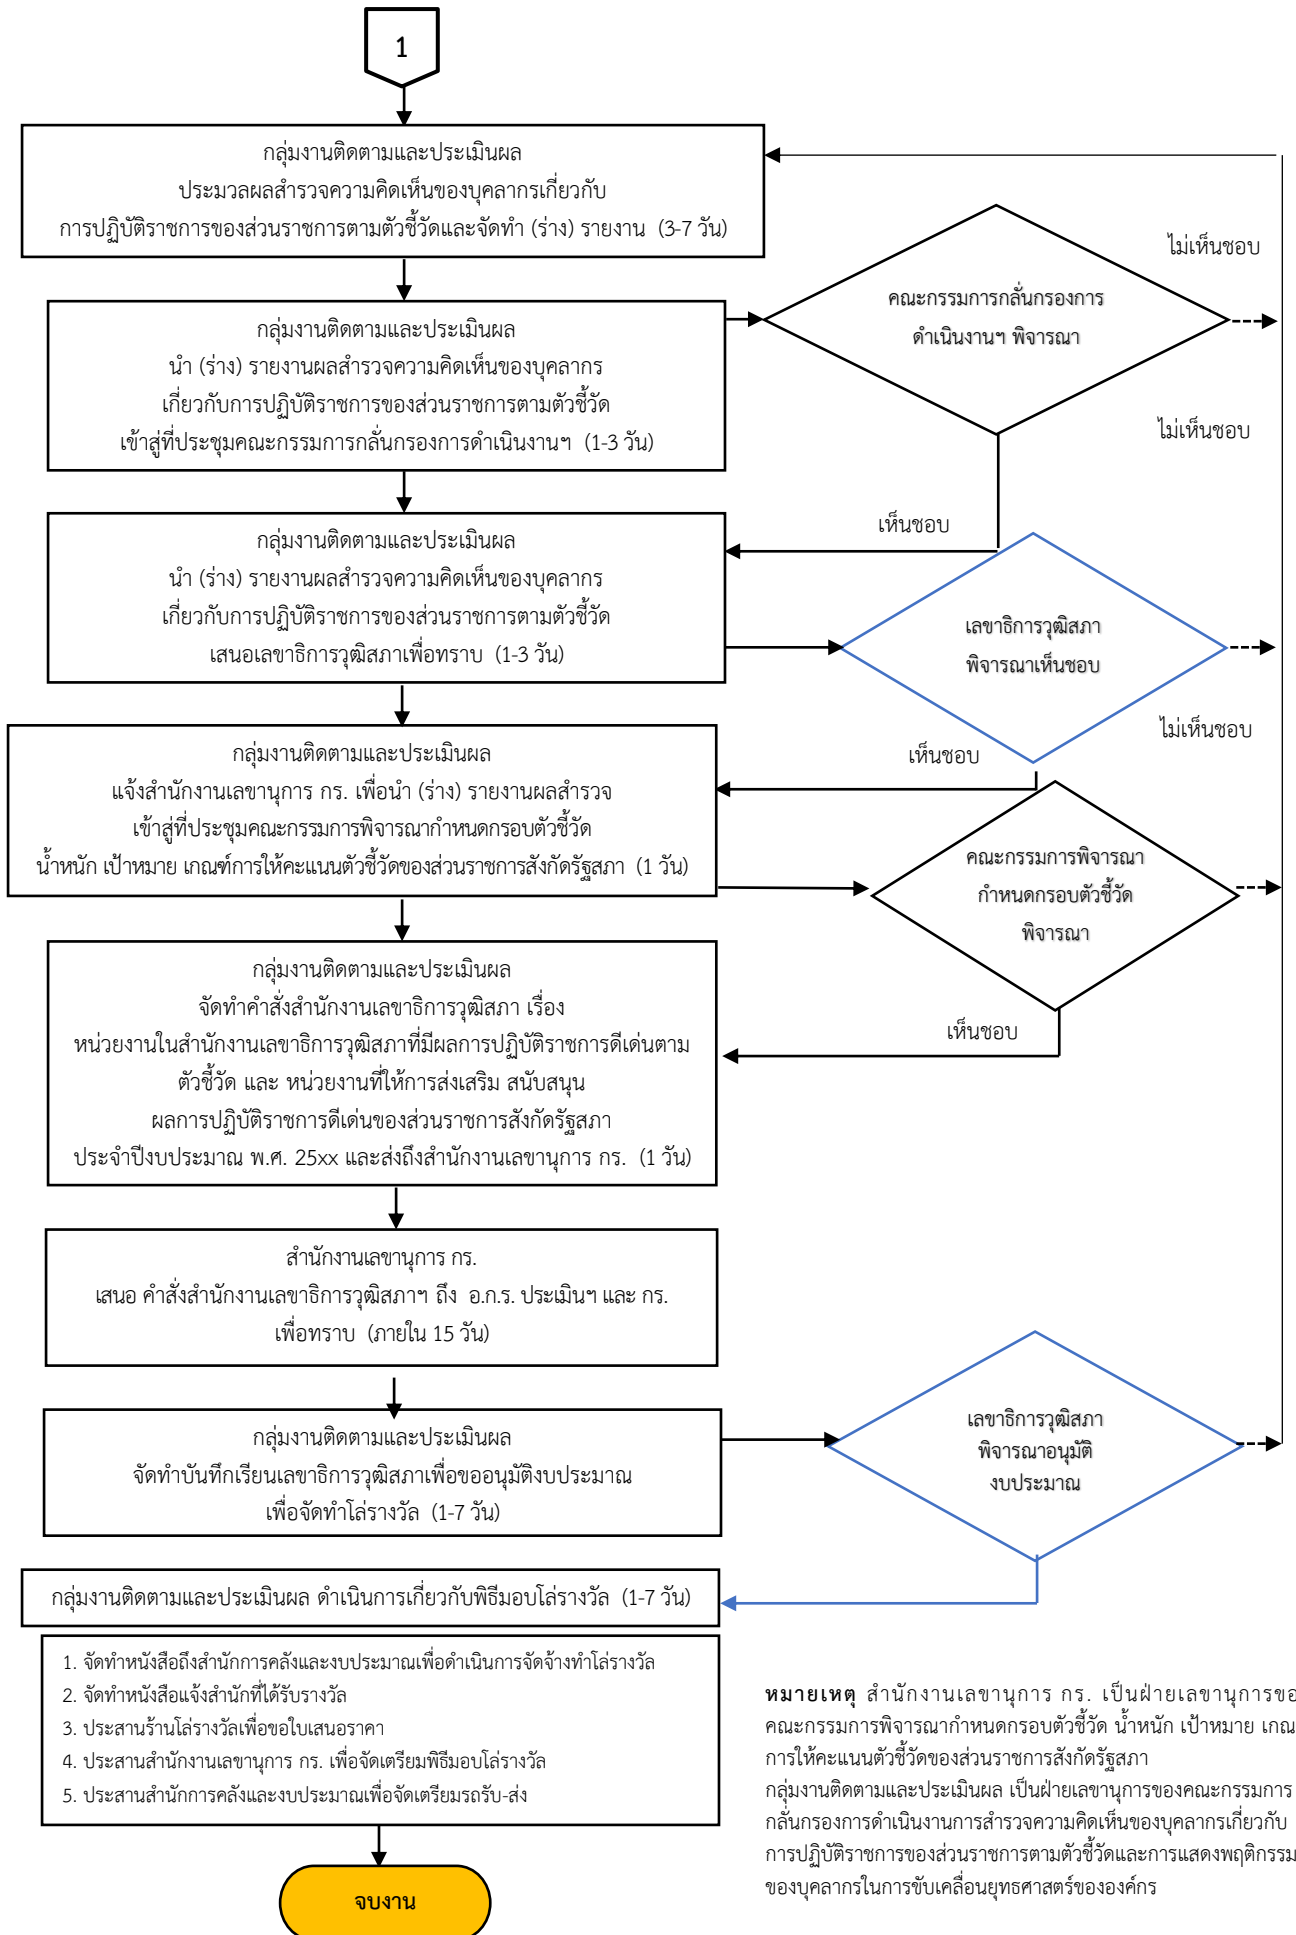 1
กลุ่มงานติดตามและประเมินผล
ประมวลผลสำรวจความคิดเห็นของบุคลากรเกี่ยวกับ
การปฏิบัติราชการของส่วนราชการตามตัวชี้วัดและจัดทำ (ร่าง) รายงาน (3-7 วัน)
ไม่เห็นชอบ
คณะกรรมการกลั่นกรองการ
ดำเนินงานฯ พิจารณา
กลุ่มงานติดตามและประเมินผล
นำ (ร่าง) รายงานผลสำรวจความคิดเห็นของบุคลากร
เกี่ยวกับการปฏิบัติราชการของส่วนราชการตามตัวชี้วัด
เข้าสู่ที่ประชุมคณะกรรมการกลั่นกรองการดำเนินงานฯ (1-3 วัน)
ไม่เห็นชอบ
เห็นชอบ
กลุ่มงานติดตามและประเมินผล
นำ (ร่าง) รายงานผลสำรวจความคิดเห็นของบุคลากร
เกี่ยวกับการปฏิบัติราชการของส่วนราชการตามตัวชี้วัด
เสนอเลขาธิการวุฒิสภาเพื่อทราบ (1-3 วัน)
เลขาธิการวุฒิสภา
พิจารณาเห็นชอบ
ไม่เห็นชอบ
เห็นชอบ
กลุ่มงานติดตามและประเมินผล
แจ้งสำนักงานเลขานุการ กร. เพื่อนำ (ร่าง) รายงานผลสำรวจ
เข้าสู่ที่ประชุมคณะกรรมการพิจารณากำหนดกรอบตัวชี้วัด
น้ำหนัก เป้าหมาย เกณฑ์การให้คะแนนตัวชี้วัดของส่วนราชการสังกัดรัฐสภา (1 วัน)
คณะกรรมการพิจารณา
กำหนดกรอบตัวชี้วัด
พิจารณา
เห็นชอบ
กลุ่มงานติดตามและประเมินผล
จัดทำคำสั่งสำนักงานเลขาธิการวุฒิสภา เรื่อง
หน่วยงานในสำนักงานเลขาธิการวุฒิสภาที่มีผลการปฏิบัติราชการดีเด่นตาม
ตัวชี้วัด และ หน่วยงานที่ให้การส่งเสริม สนับสนุน
ผลการปฏิบัติราชการดีเด่นของส่วนราชการสังกัดรัฐสภา
ประจำปีงบประมาณ พ.ศ. 25xx และส่งถึงสำนักงานเลขานุการ กร. (1 วัน)
สำนักงานเลขานุการ กร.
เสนอ คำสั่งสำนักงานเลขาธิการวุฒิสภาฯ ถึง อ.ก.ร. ประเมินฯ และ กร.
เพื่อทราบ (ภายใน 15 วัน)
กลุ่มงานติดตามและประเมินผล
จัดทำบันทึกเรียนเลขาธิการวุฒิสภาเพื่อขออนุมัติงบประมาณ
เพื่อจัดทำโล่รางวัล (1-7 วัน)
เลขาธิการวุฒิสภา
พิจารณาอนุมัติ
งบประมาณ
กลุ่มงานติดตามและประเมินผล ดำเนินการเกี่ยวกับพิธีมอบโล่รางวัล (1-7 วัน)
1. จัดทำหนังสือถึงสำนักการคลังและงบประมาณเพื่อดำเนินการจัดจ้างทำโล่รางวัล
2. จัดทำหนังสือแจ้งสำนักที่ได้รับรางวัล
3. ประสานร้านโล่รางวัลเพื่อขอใบเสนอราคา
4. ประสานสำนักงานเลขานุการ กร. เพื่อจัดเตรียมพิธีมอบโล่รางวัล
5. ประสานสำนักการคลังและงบประมาณเพื่อจัดเตรียมรถรับ-ส่ง
หมายเหตุ สำนักงานเลขานุการ กร. เป็นฝ่ายเลขานุการขอ
คณะกรรมการพิจารณากำหนดกรอบตัวชี้วัด น้ำหนัก เป้าหมาย เกณ
การให้คะแนนตัวชี้วัดของส่วนราชการสังกัดรัฐสภา
กลุ่มงานติดตามและประเมินผล เป็นฝ่ายเลขานุการของคณะกรรมการ
กลั่นกรองการดำเนินงานการสำรวจความคิดเห็นของบุคลากรเกี่ยวกับ
การปฏิบัติราชการของส่วนราชการตามตัวชี้วัดและการแสดงพฤติกรรม
ของบุคลากรในการขับเคลื่อนยุทธศาสตร์ขององค์กร
จบงาน